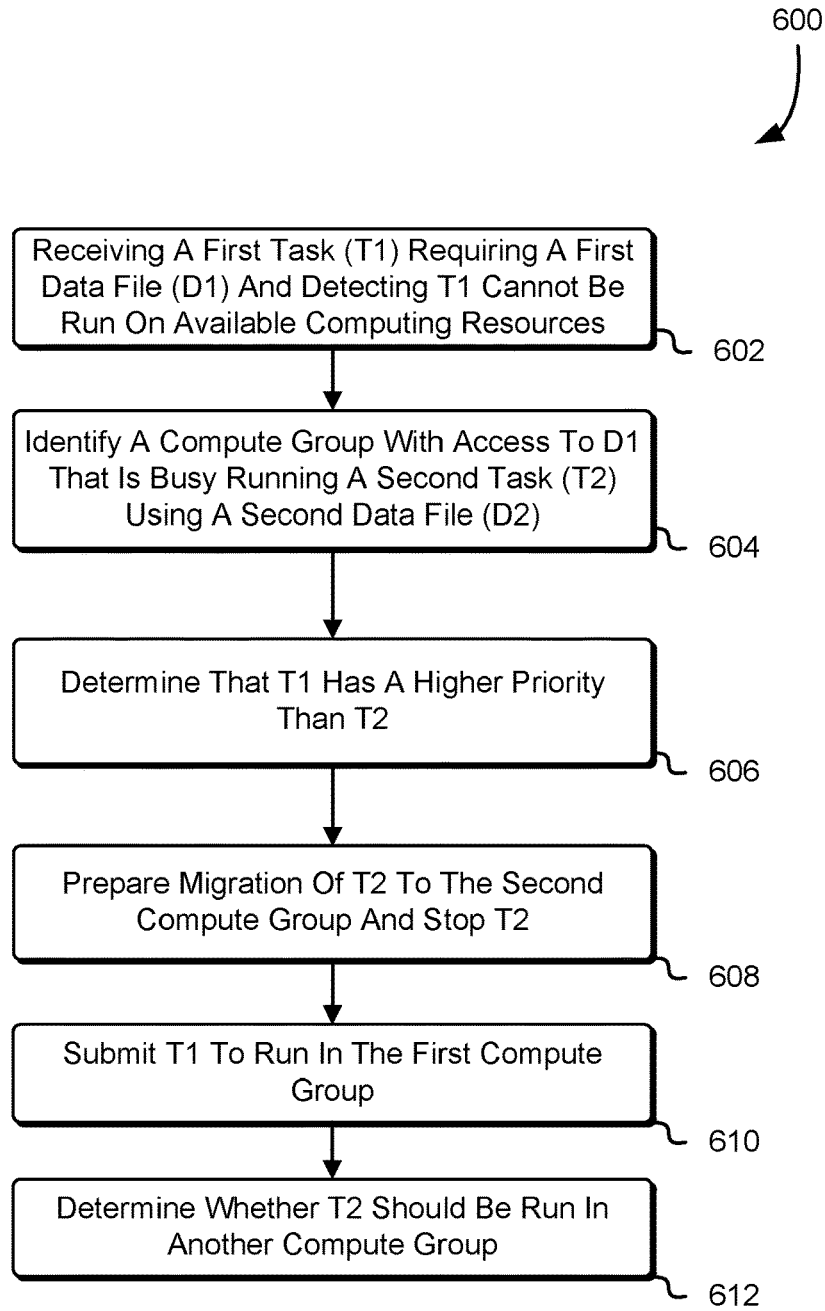 600
Receiving A First Task (T1) Requiring A First
Data File (D1) And Detecting T1 Cannot Be
Run On Available Computing Resources
602
Identify A Compute Group With Access To D1
That Is Busy Running A Second Task (T2)
Using A Second Data File (D2)
604
Determine That T1 Has A Higher Priority
Than T2
606
Prepare Migration Of T2 To The Second
Compute Group And Stop T2
608
Submit T1 To Run In The First Compute
Group
610
Determine Whether T2 Should Be Run In
Another Compute Group
612